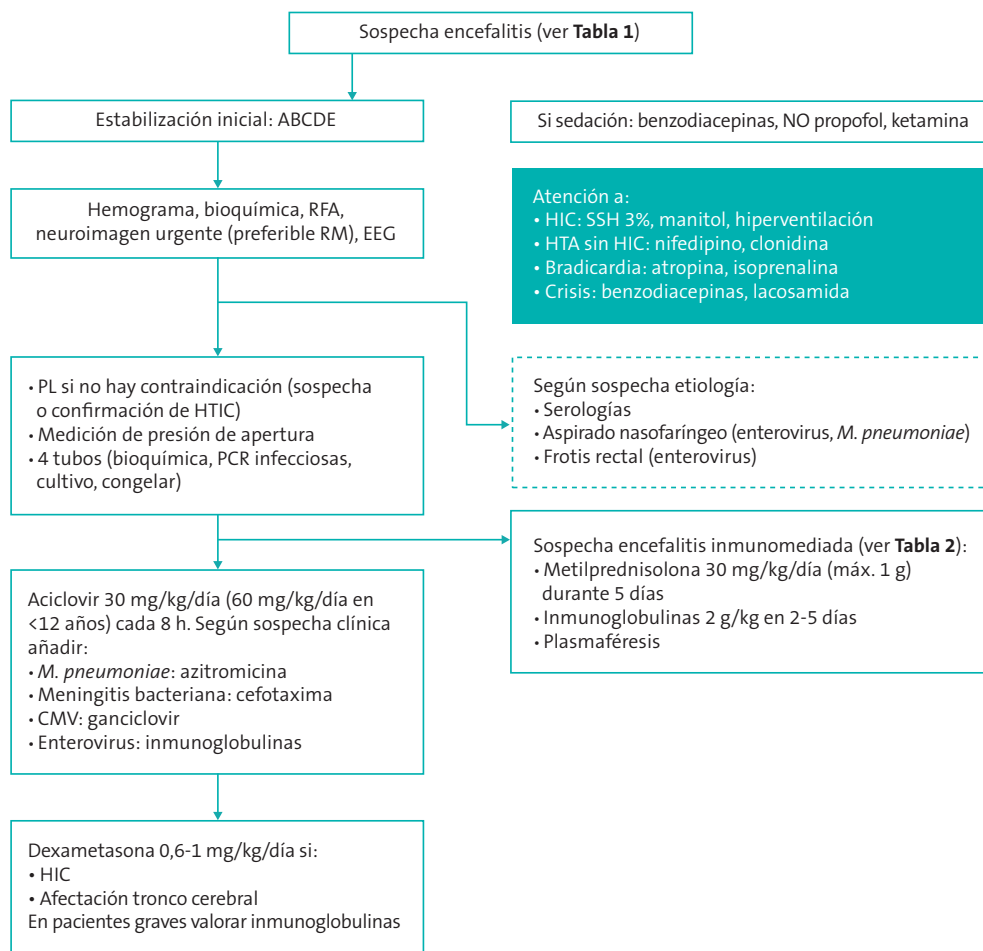 Sospecha encefalitis (ver Tabla 1)
Estabilización inicial: ABCDE
Si sedación: benzodiacepinas, NO propofol, ketamina
Hemograma, bioquímica, RFA,
neuroimagen urgente (preferible RM), EEG
Atención a:
• HIC: SSH 3%, manitol, hiperventilación
• HTA sin HIC: nifedipino, clonidina
• Bradicardia: atropina, isoprenalina
• Crisis: benzodiacepinas, lacosamida
• PL si no hay contraindicación (sospecha
o confirmación de HTIC)
• Medición de presión de apertura
• 4 tubos (bioquímica, PCR infecciosas,
cultivo, congelar)
Según sospecha etiología:
• Serologías
• Aspirado nasofaríngeo (enterovirus, M. pneumoniae)
• Frotis rectal (enterovirus)
Sospecha encefalitis inmunomediada (ver Tabla 2):
• Metilprednisolona 30 mg/kg/día (máx. 1 g)
durante 5 días
• Inmunoglobulinas 2 g/kg en 2-5 días
• Plasmaféresis
Aciclovir 30 mg/kg/día (60 mg/kg/día en
<12 años) cada 8 h. Según sospecha clínica
añadir:
• M. pneumoniae: azitromicina
• Meningitis bacteriana: cefotaxima
• CMV: ganciclovir
• Enterovirus: inmunoglobulinas
Dexametasona 0,6-1 mg/kg/día si:
• HIC
• Afectación tronco cerebral
En pacientes graves valorar inmunoglobulinas